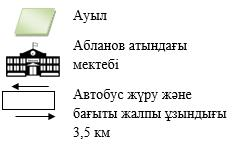 Ауыл
Абланов атындағы
мектебі
Автобус жүру және
бағыты жалпы ұзындығы
3,5 км